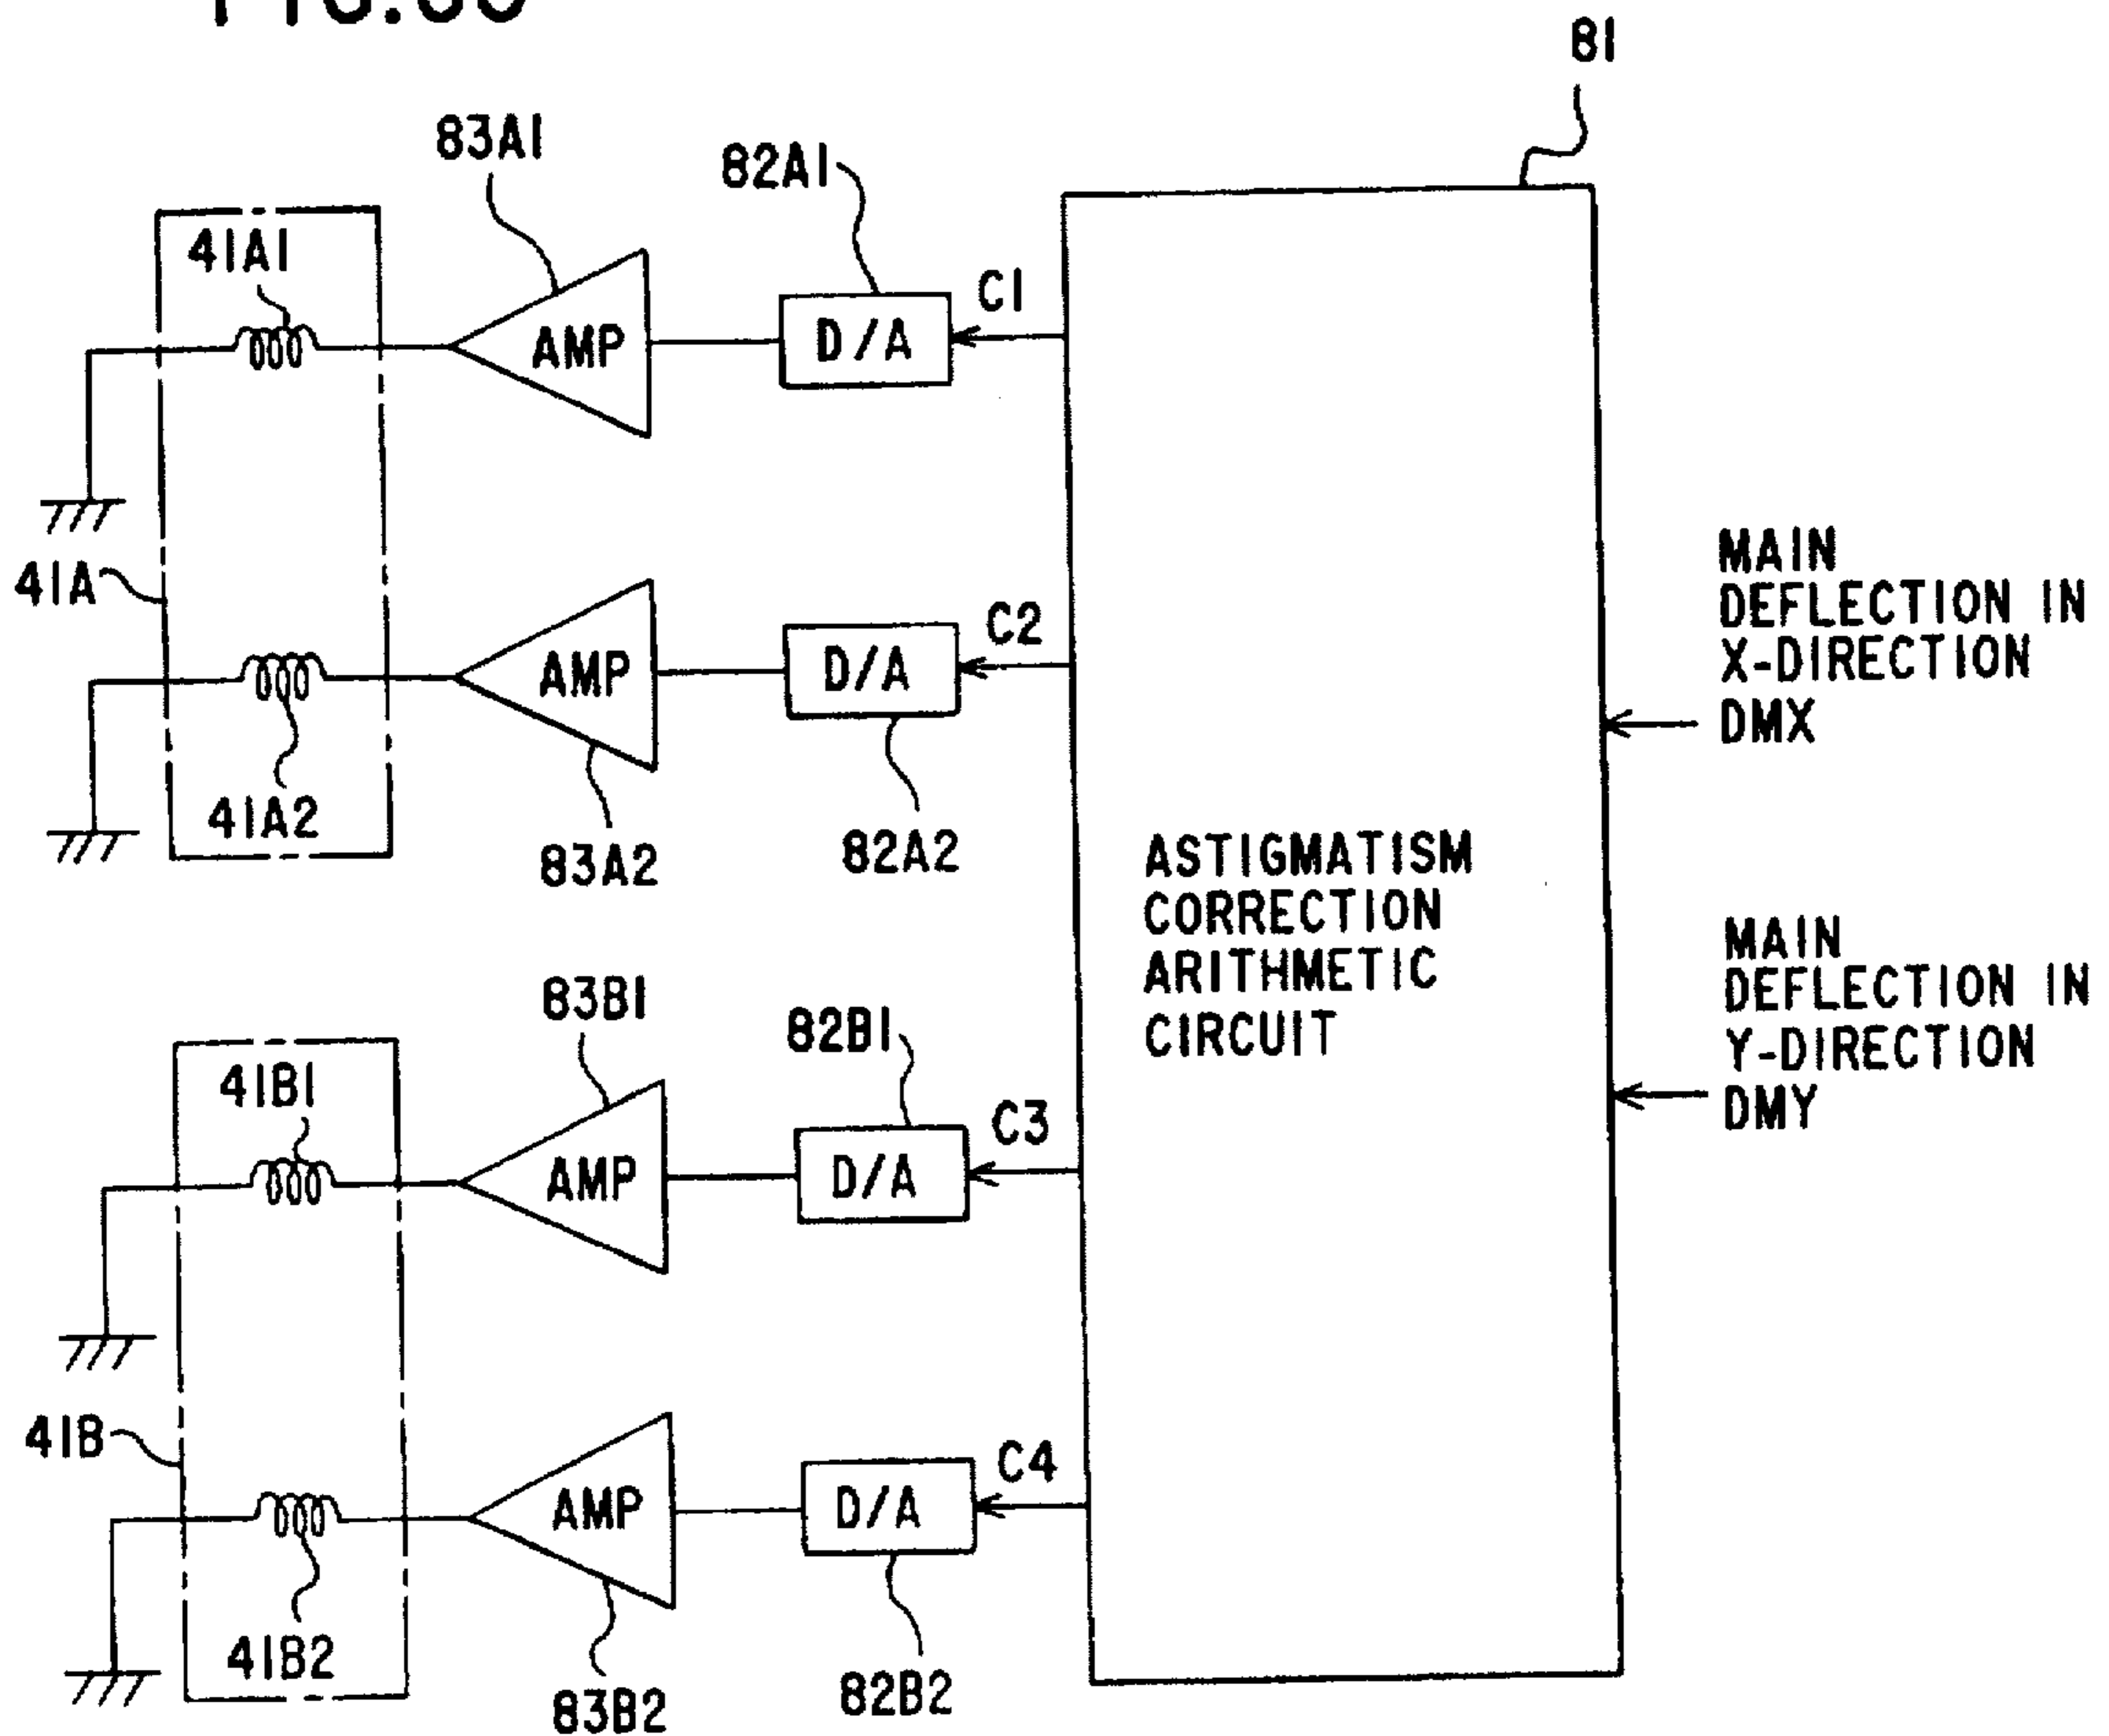 81
83A1
82A1
41A1
C1
AMP
D/A
41A
C2
AMP
D/A
41A2
83A2
82A2
MAIN
DEFLECTION IN
X-DIRECTION
DMX
ASTIGMATISM
CORRECTION
ARITHMETIC
CIRCUIT
MAIN
DEFLECTION IN
Y-DIRECTION
DMY
83B1
82B1
41B1
C3
AMP
D/A
41B
C4
AMP
D/A
41B2
83B2
82B2